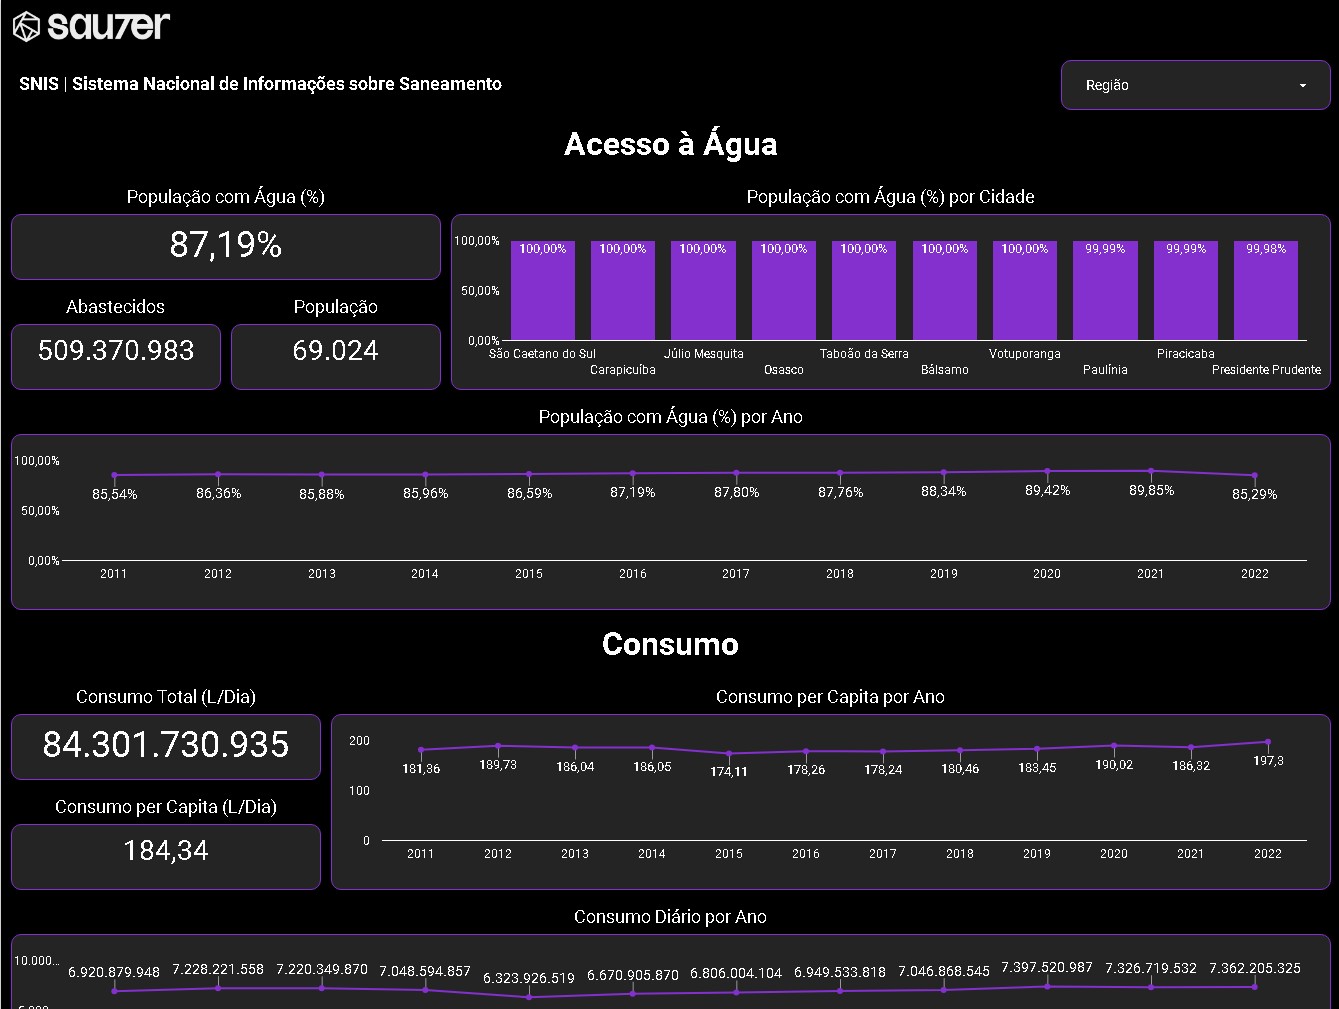 sauter
SNIS | Sistema Nacional de Informações sobre Saneamento
Região
Acesso à Água
População com Água (%)
87,19%
Abastecidos
509.370.983
População
69.024
População com Água (%) por Cidade
100,00%
50,00%
0,00%
100,00% 100,00% 100,00% 100,00% 100,00% 100,00% 100,00% 99,99% 99,99% 99,98%
São Caetano do Sul Júlio Mesquita Taboão da Serra Votuporanga Piracicaba
Carapicuíba Osasco Bálsamo Paulínia Presidente Prudente
População com Água (%) por Ano
100,00%
50,00%
0,00%
85,54% 86,36% 85,88% 85,96% 86,59% 87,19% 87,80% 87,76% 88,34% 89,42% 89,85% 85,29%
2011 2012 2013 2014 2015 2016 2017 2018 2019 2020 2021 2022
Consumo
Consumo Total (L/Dia)
84.301.730.935
Consumo per Capita (L/Dia)
184,34
Consumo per Capita por Ano
200
100
0
181,36 189,73 186,04 186,05 174,11 178,26 178,24 180,46 183,45 190,02 186,32 197,3
2011 2012 2013 2014 2015 2016 2017 2018 2019 2020 2021 2022
Consumo Diário por Ano
10.000...
6.920.879.948 7.228.221.558 7.220.349.870 7.048.594.857 6.323.926.519 6.670.905.870 6.806.004.104 6.949.533.818 7.046.868.545 7.397.520.987 7.326.719.532 7.362.205.325